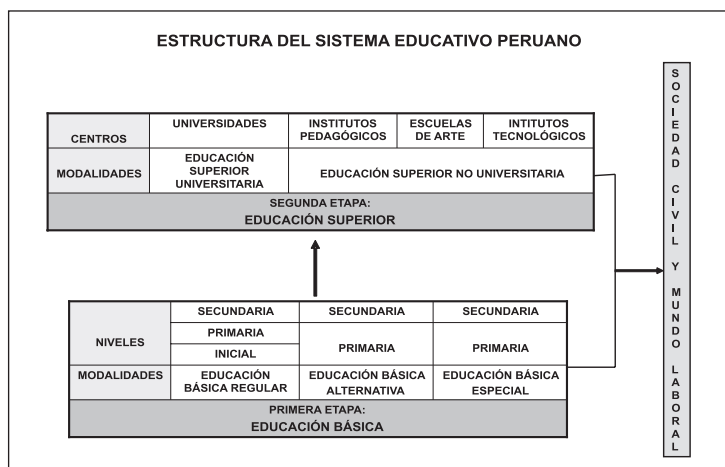 ESTRUCTURA DEL SISTEMA EDUCATIVO PERUANO
CENTROS
UNIVERSIDADES
INSTITUTOS
PEDAGÓGICOS
ESCUELAS
DE ARTE
INTITUTOS
TECNOLÓGICOS
MODALIDADES
EDUCACIÓN
SUPERIOR
UNIVERSITARIA
EDUCACIÓN SUPERIOR NO UNIVERSITARIA
SEGUNDA ETAPA:
EDUCACIÓN SUPERIOR
NIVELES
SECUNDARIA
PRIMARIA
INICIAL
SECUNDARIA
PRIMARIA
SECUNDARIA
PRIMARIA
MODALIDADES
EDUCACIÓN
BÁSICA REGULAR
EDUCACIÓN BÁSICA
ALTERNATIVA
EDUCACIÓN BÁSICA
ESPECIAL
PRIMERA ETAPA:
EDUCACIÓN BÁSICA
SOCIEDAD CIVIL Y MUNDO LABORAL